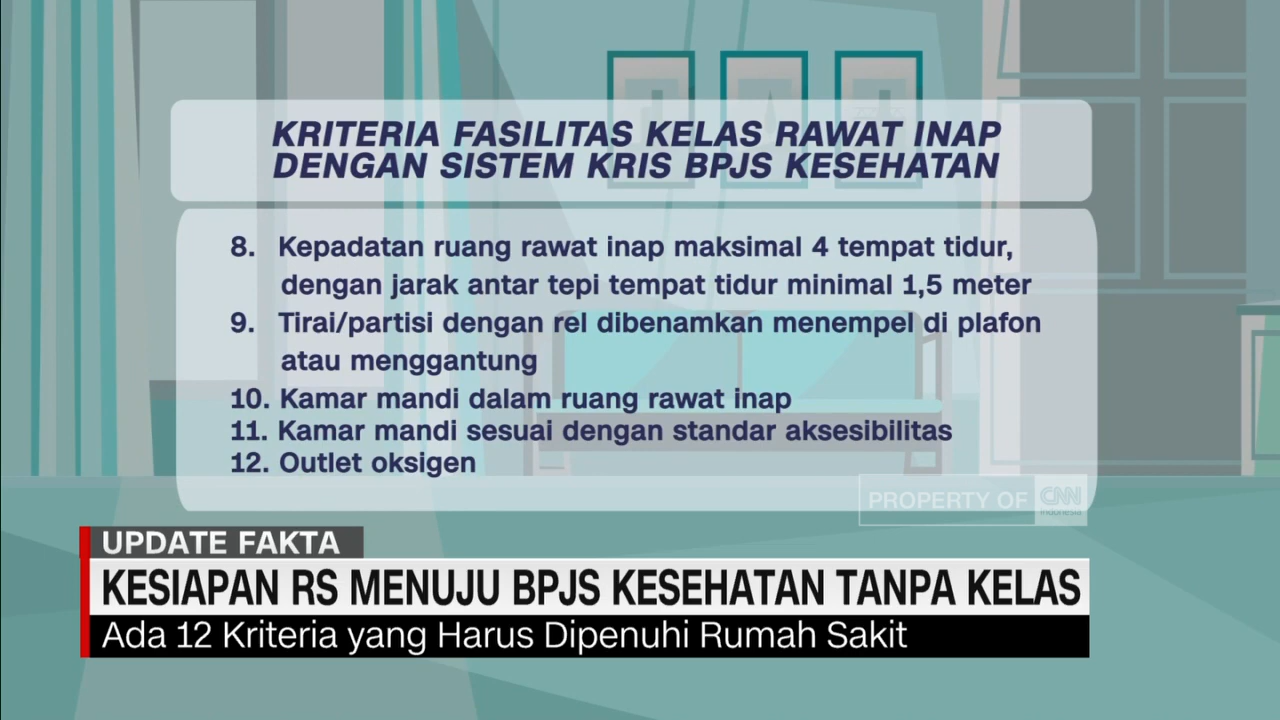 KRITERIA FASILITAS KELAS RAWAT INAP
DENGAN SISTEM KRIS BPJS KESEHATAN
8. Kepadatan ruang rawat inap maksimal 4 tempat tidur,
dengan jarak antar tepi tempat tidur minimal 1,5 meter
9. Tirai/partisi dengan rel dibenamkan menempel di plafon
atau menggantung
10. Kamar mandi dalam ruang rawat inap
11. Kamar mandi sesuai dengan standar aksesibilitas
12. Outlet oksigen
PROPERTY OF CNN Indonesia
UPDATE FAKTA
KESIAPAN RS MENUJU BPJS KESEHATAN TANPA KELAS
Ada 12 Kriteria yang Harus Dipenuhi Rumah Sakit